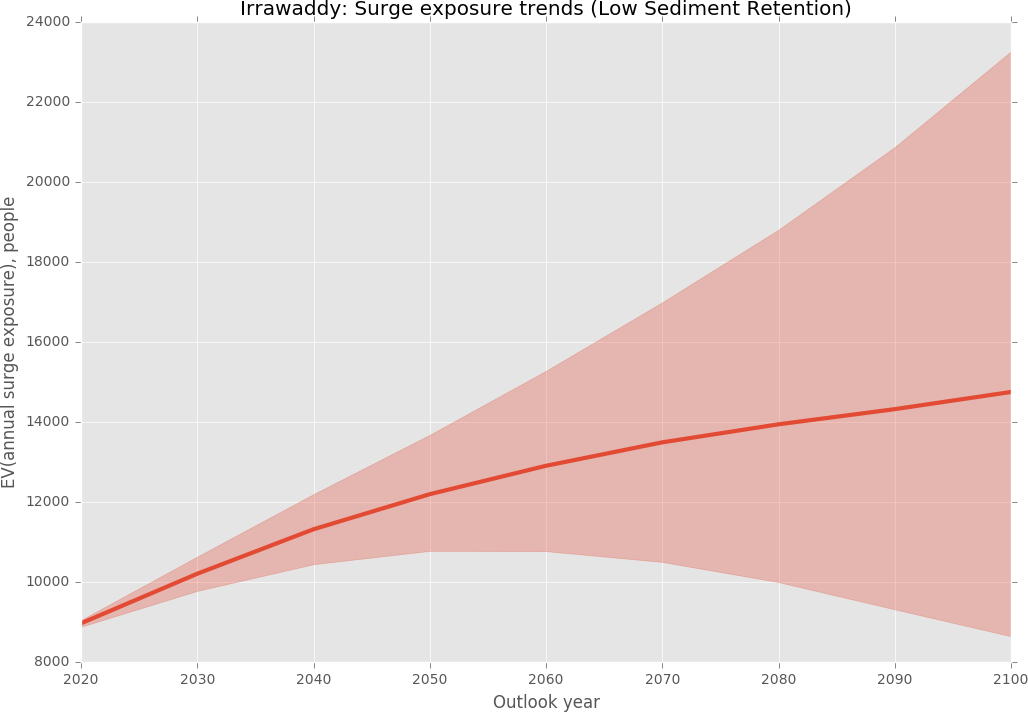 Irrawaddy: Surge exposure trends (Low Sediment Retention)
EV(annual surge exposure), people
24000
22000
20000
18000
16000
14000
12000
10000
8000
2020 2030 2040 2050 2060 2070 2080 2090 2100
Outlook year